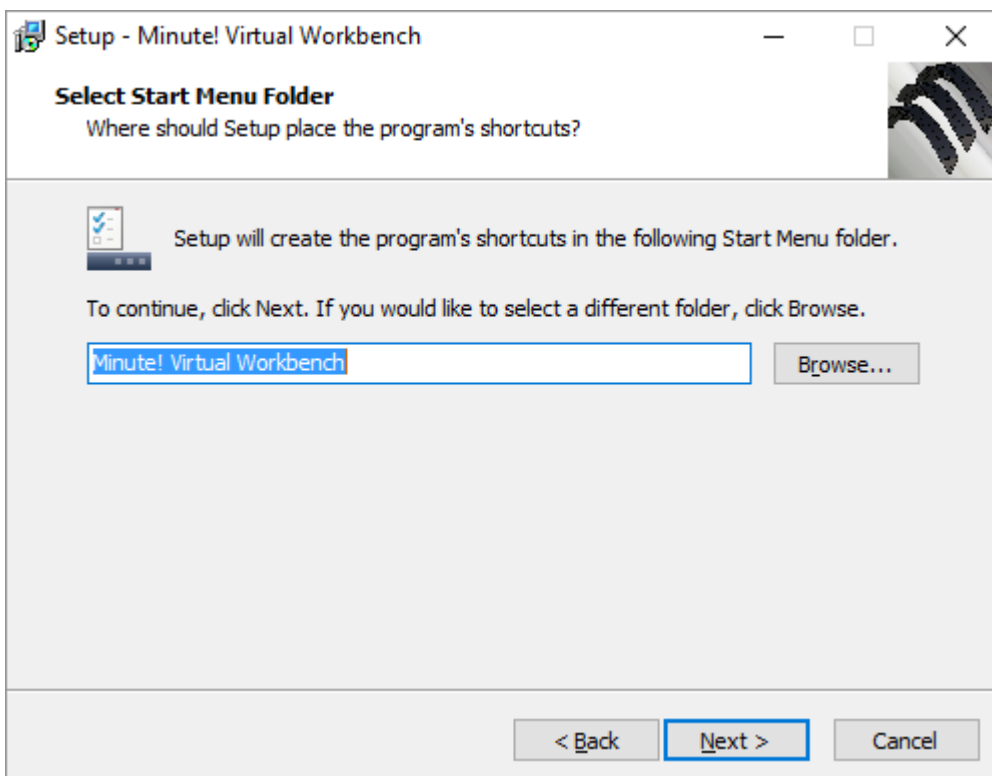 Setup - Minute! Virtual Workbench
Select Start Menu Folder
Where should Setup place the program's shortcuts?
Setup will create the program's shortcuts in the following Start Menu folder.
To continue, click Next. If you would like to select a different folder, click Browse.
Minute! Virtual Workbench
Browse...
< Back
Next >
Cancel